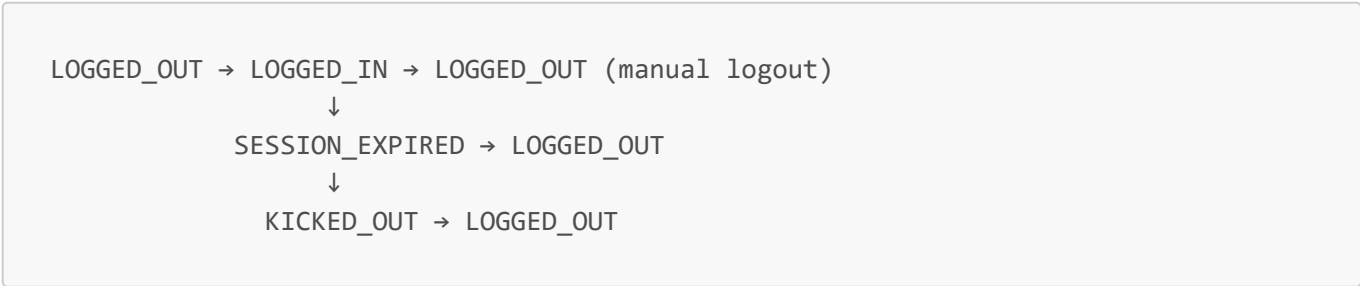 LOGGED_OUT → LOGGED_IN → LOGGED_OUT (manual logout)
↓
SESSION_EXPIRED → LOGGED_OUT
↓
KICKED_OUT → LOGGED_OUT